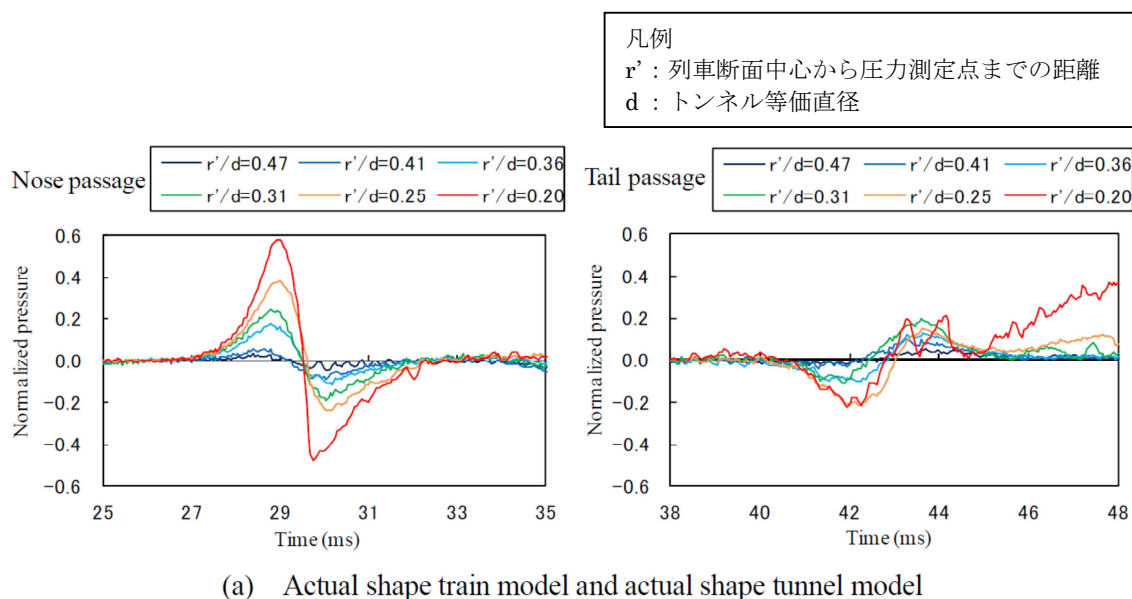 凡例
r’：列車断面中心から圧力測定点までの距離
d ：トンネル等価直径
Nose passage
r'/d=0.47 r'/d=0.41 r'/d=0.36
r'/d=0.31 r'/d=0.25 r'/d=0.20
Normalized pressure
0.6
0.4
0.2
0.0
−0.2
−0.4
−0.6
25 27 29 31 33 35
Time (ms)
Tail passage
r'/d=0.47 r'/d=0.41 r'/d=0.36
r'/d=0.31 r'/d=0.25 r'/d=0.20
Normalized pressure
0.6
0.4
0.2
0.0
−0.2
−0.4
−0.6
38 40 42 44 46 48
Time (ms)
(a) Actual shape train model and actual shape tunnel model